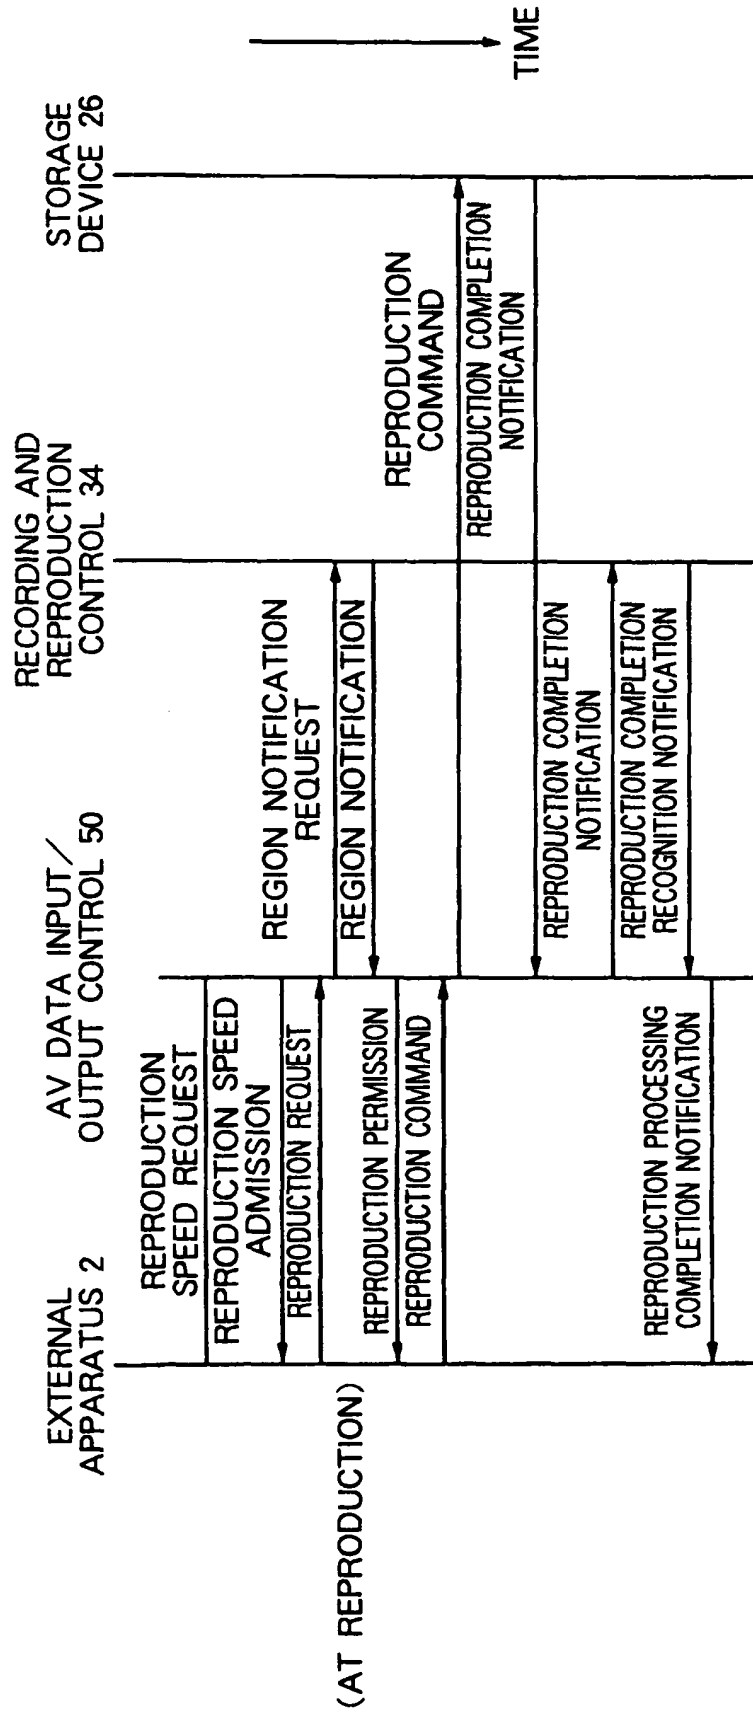 (AT REPRODUCTION)
EXTERNAL
APPARATUS 2
AV DATA INPUT/
OUTPUT CONTROL 50
RECORDING AND
REPRODUCTION
CONTROL 34
STORAGE
DEVICE 26
REPRODUCTION
SPEED REQUEST
REPRODUCTION SPEED
ADMISSION
REPRODUCTION REQUEST
REGION NOTIFICATION
REQUEST
REGION NOTIFICATION
REPRODUCTION PERMISSION
REPRODUCTION COMMAND
REPRODUCTION
COMMAND
REPRODUCTION COMPLETION
NOTIFICATION
REPRODUCTION COMPLETION
NOTIFICATION
REPRODUCTION COMPLETION
RECOGNITION NOTIFICATION
REPRODUCTION PROCESSING
COMPLETION NOTIFICATION
TIME